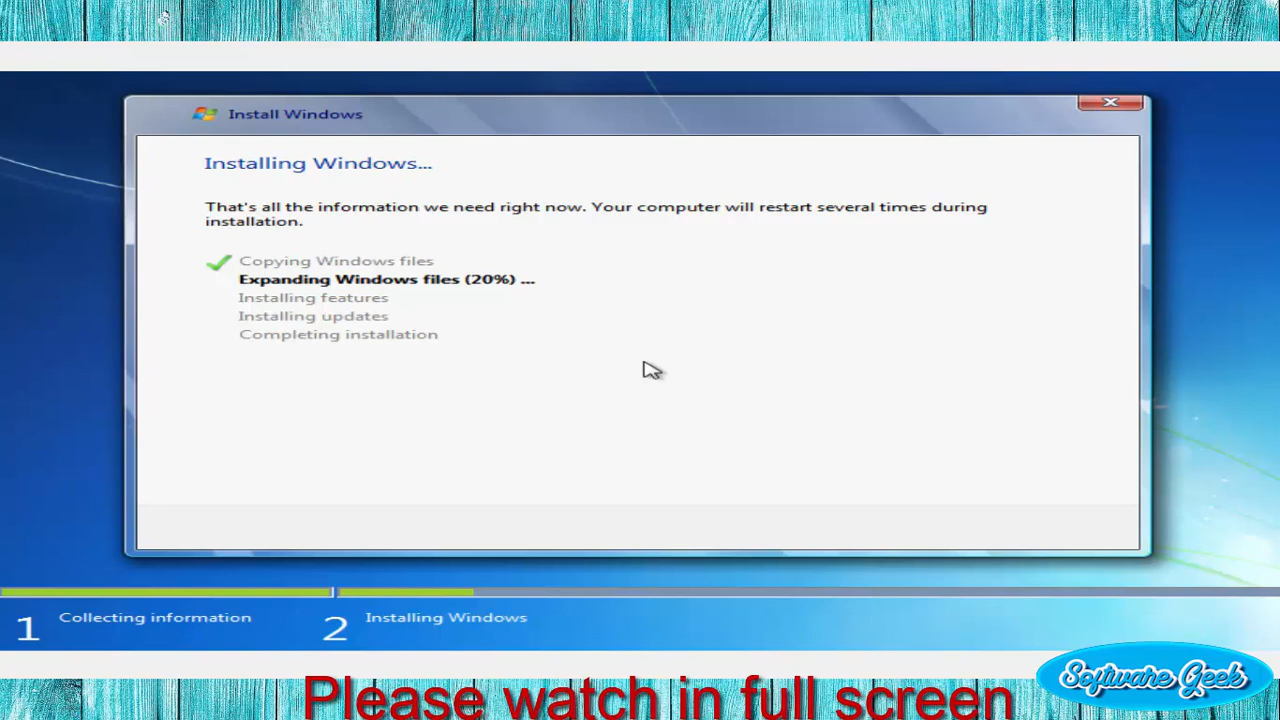 Install Windows
Installing Windows...
That's all the information we need right now. Your computer will restart several times during
installation.
Copying Windows files
Expanding Windows files (20%) ...
Installing features
Installing updates
Completing installation
1 Collecting information
2 Installing Windows
Software Geek
Please watch in full screen